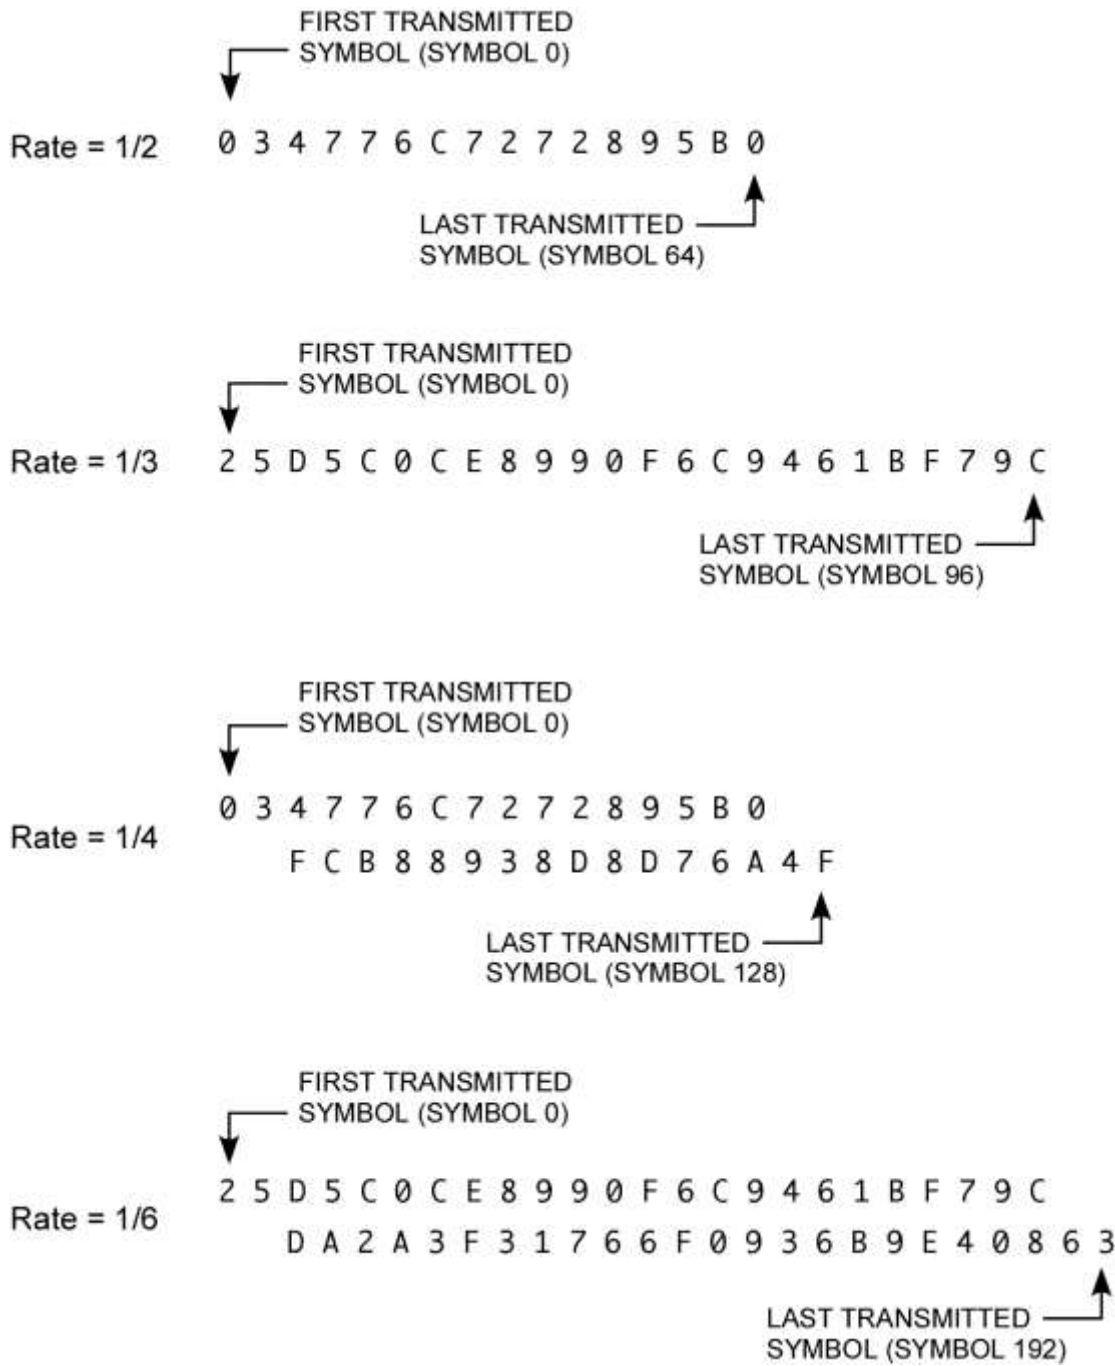 FIRST TRANSMITTED
SYMBOL (SYMBOL 0)
Rate = 1/2
0 3 4 7 7 6 C 7 2 7 2 8 9 5 B 0
LAST TRANSMITTED
SYMBOL (SYMBOL 64)
FIRST TRANSMITTED
SYMBOL (SYMBOL 0)
Rate = 1/3
2 5 D 5 C 0 C E 8 9 9 0 F 6 C 9 4 6 1 B F 7 9 C
LAST TRANSMITTED
SYMBOL (SYMBOL 96)
FIRST TRANSMITTED
SYMBOL (SYMBOL 0)
Rate = 1/4
0 3 4 7 7 6 C 7 2 7 2 8 9 5 B 0
F C B 8 8 9 3 8 D 8 D 7 6 A 4 F
LAST TRANSMITTED
SYMBOL (SYMBOL 128)
FIRST TRANSMITTED
SYMBOL (SYMBOL 0)
Rate = 1/6
2 5 D 5 C 0 C E 8 9 9 0 F 6 C 9 4 6 1 B F 7 9 C
D A 2 A 3 F 3 1 7 6 6 F 0 9 3 6 B 9 E 4 0 8 6 3
LAST TRANSMITTED
SYMBOL (SYMBOL 192)